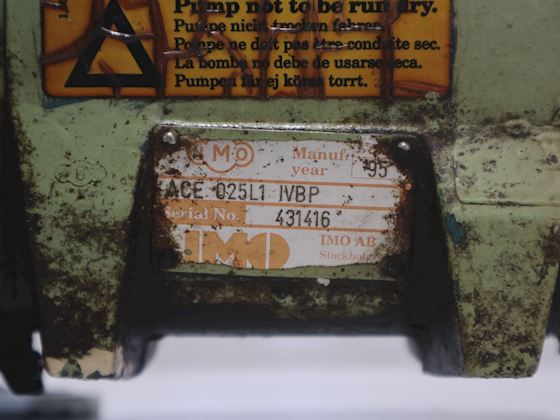 Pump not to be run dry.
Pumpe nicht trocken fahren.
Pompe ne doit pas être conduite sec.
La bomba no debe de usarse seca.
Pumpen får ej köras torrt.
IMO Manuf. 95
year
ACE 025L1 IVBP
Serial No. 431416
IMO IMO AB
Stockholm